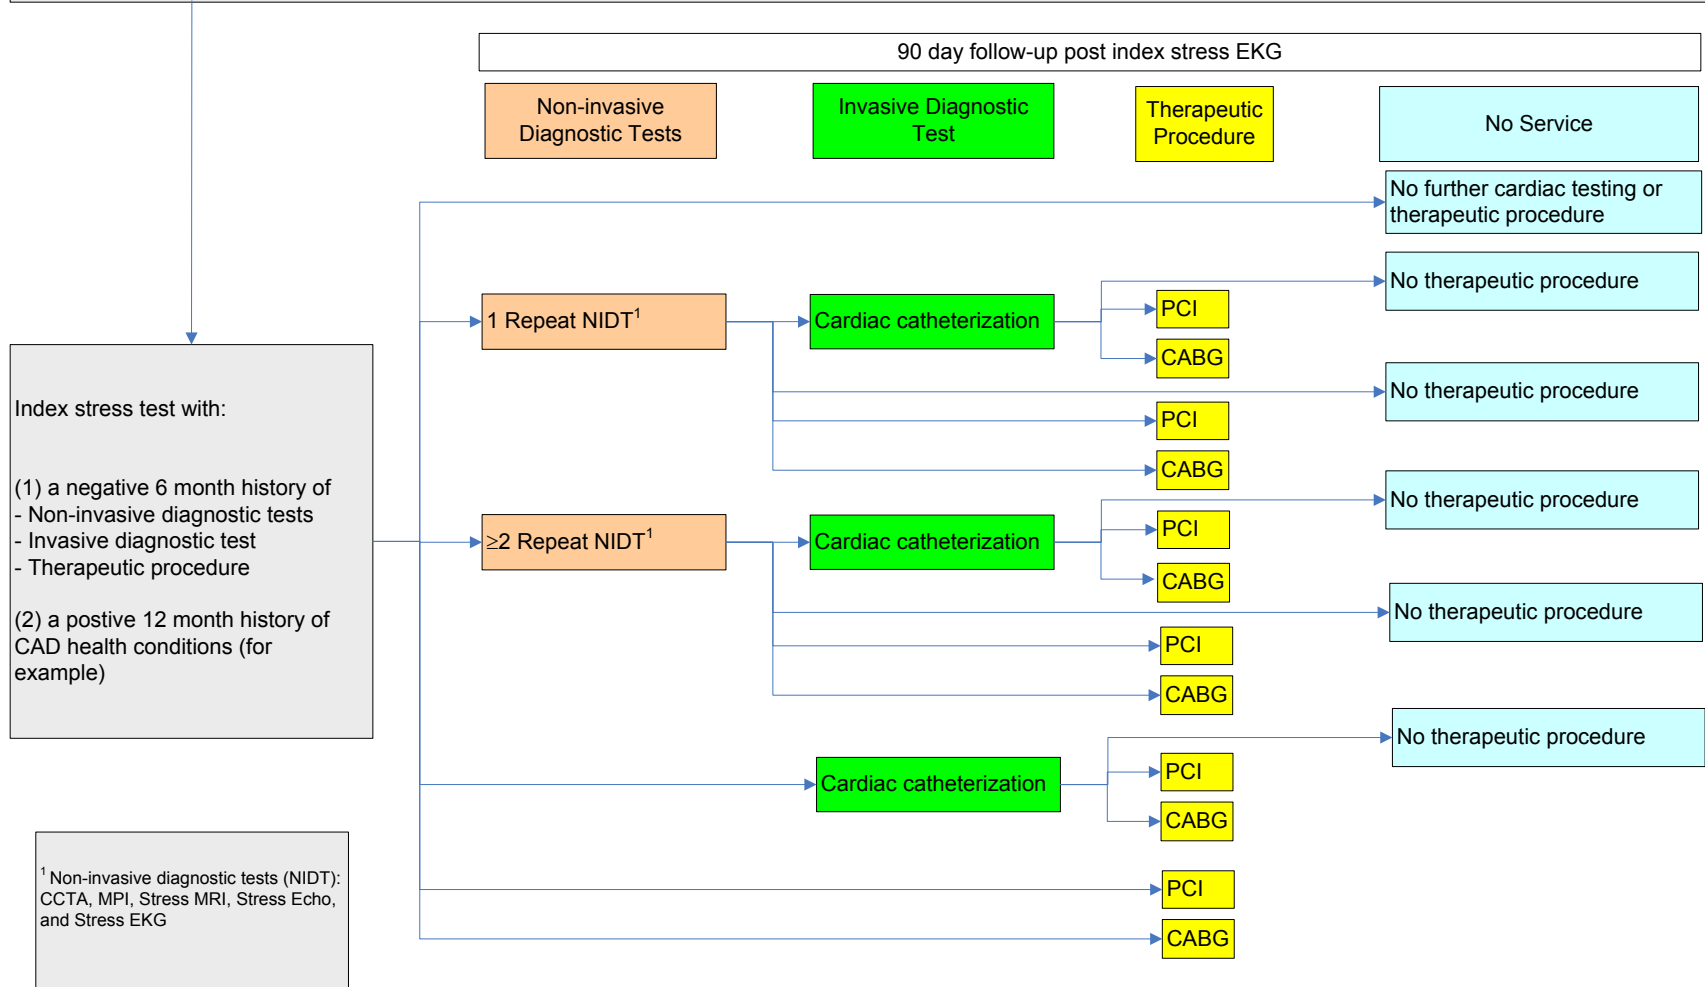 90 day follow-up post index stress EKG
Non-invasive
Diagnostic Tests
Invasive Diagnostic
Test
Therapeutic
Procedure
No Service
No further cardiac testing or
therapeutic procedure
No therapeutic procedure
1 Repeat NIDT¹
Cardiac catheterization
PCI
CABG
No therapeutic procedure
PCI
CABG
Index stress test with:
(1) a negative 6 month history of
- Non-invasive diagnostic tests
- Invasive diagnostic test
- Therapeutic procedure
(2) a postive 12 month history of
CAD health conditions (for
example)
No therapeutic procedure
≥2 Repeat NIDT¹
Cardiac catheterization
PCI
CABG
No therapeutic procedure
PCI
CABG
No therapeutic procedure
Cardiac catheterization
PCI
CABG
PCI
CABG
¹ Non-invasive diagnostic tests (NIDT):
CCTA, MPI, Stress MRI, Stress Echo,
and Stress EKG